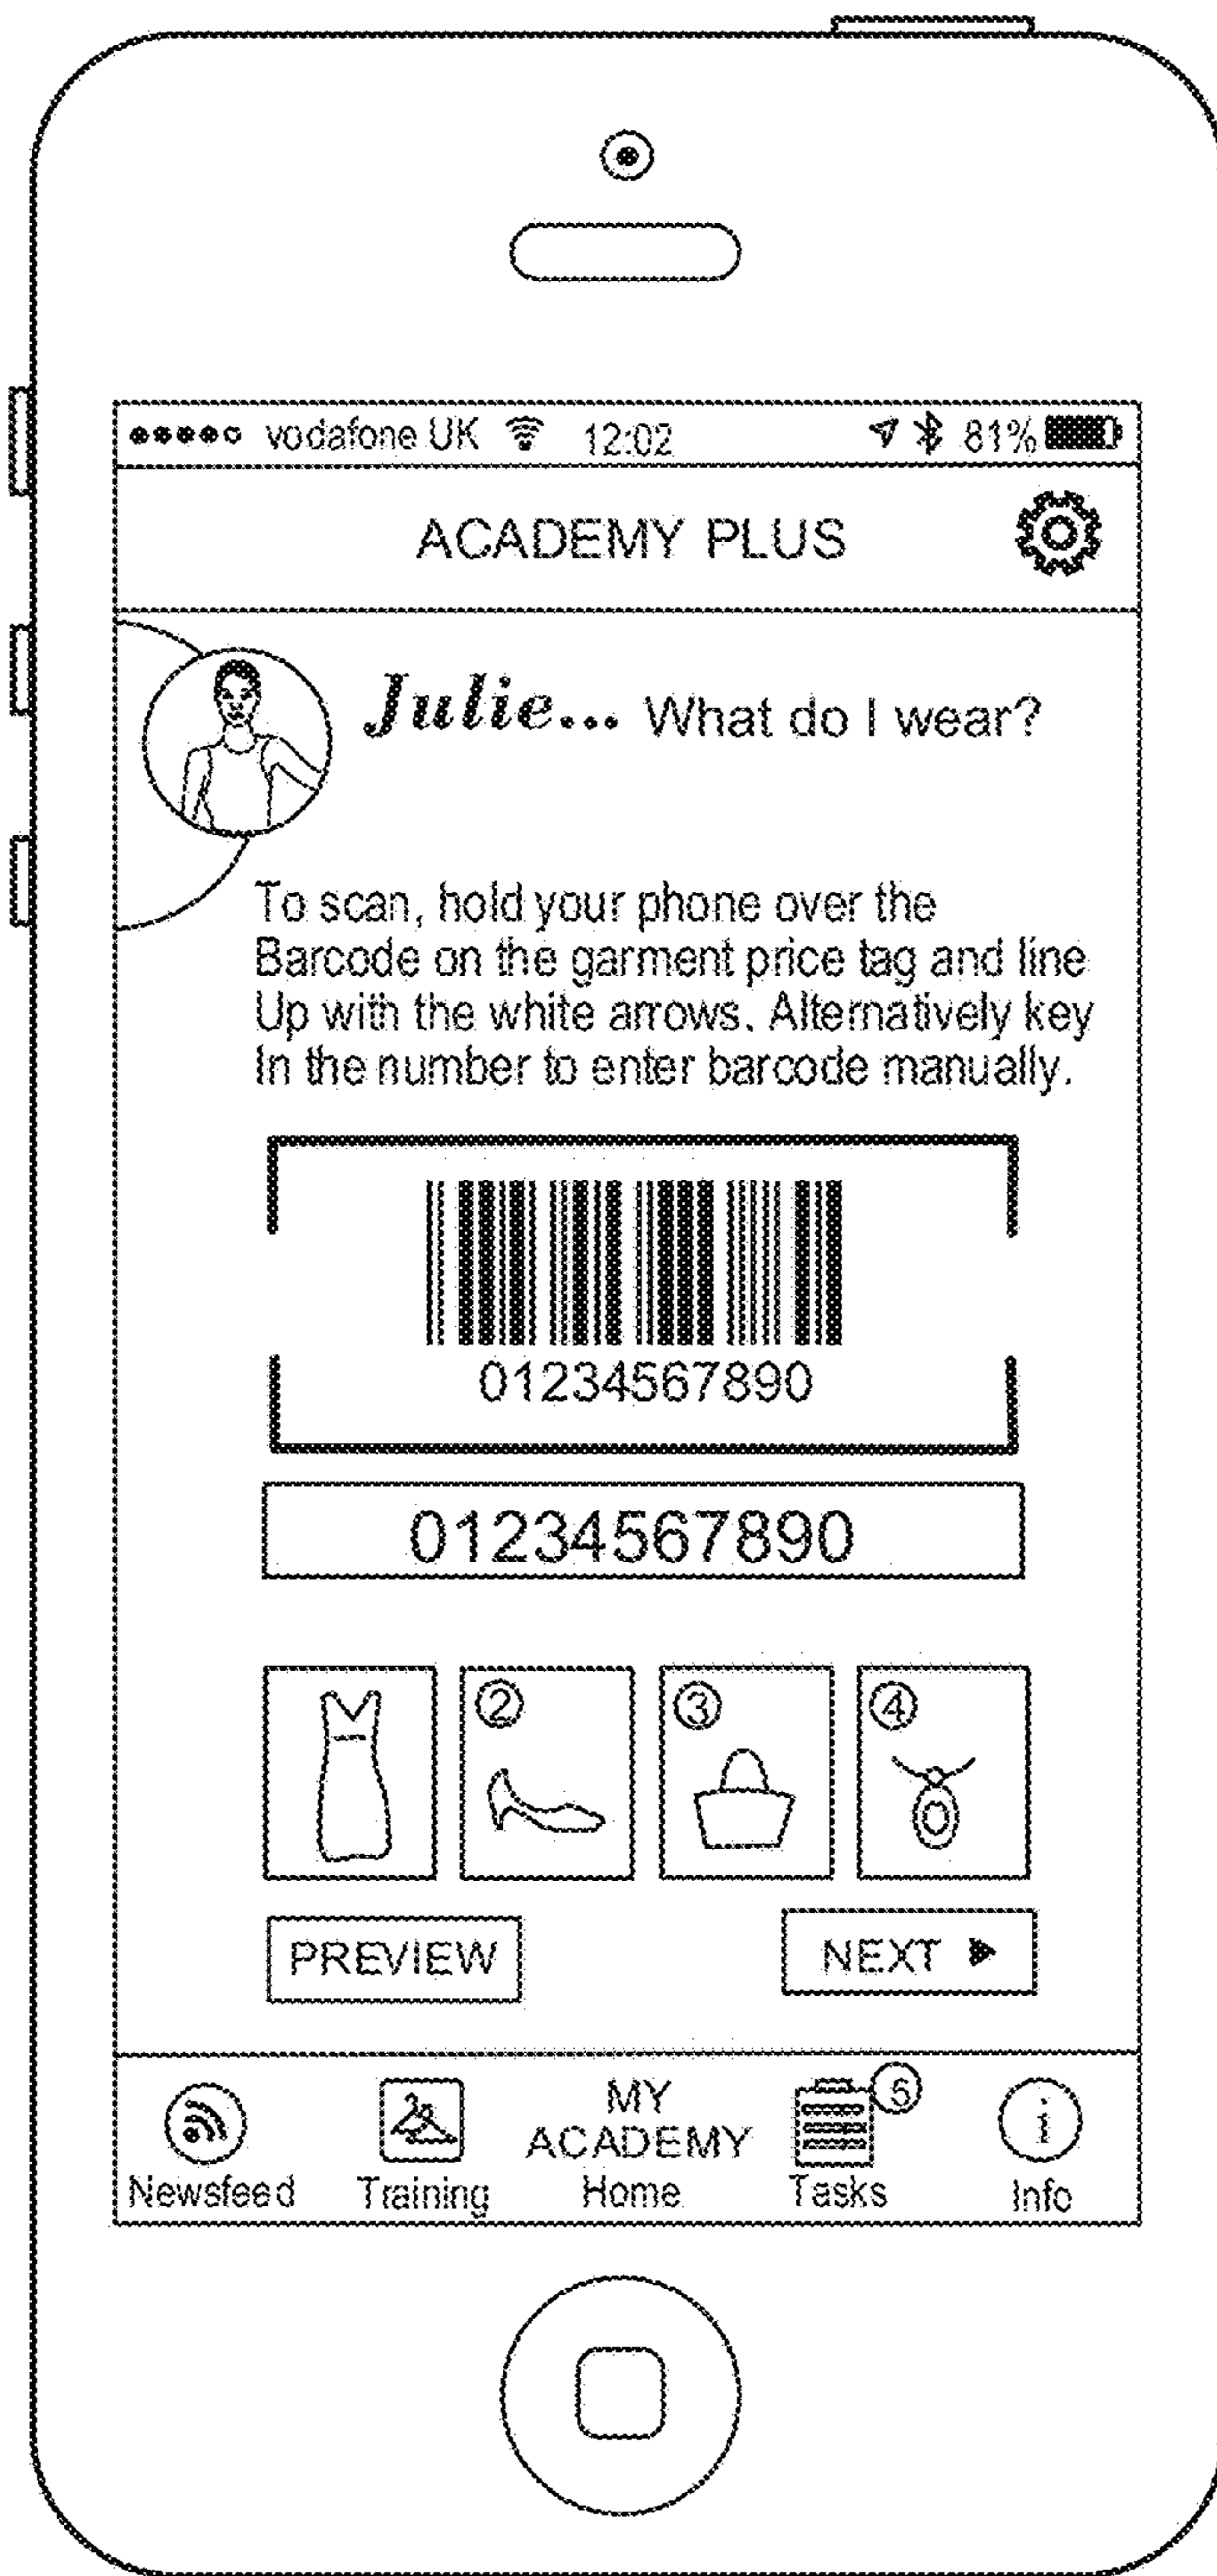 vodafone UK 12:02 81%
ACADEMY PLUS
Julie... What do I wear?
To scan, hold your phone over the
Barcode on the garment price tag and line
Up with the white arrows. Alternatively key
In the number to enter barcode manually.
01234567890
01234567890
2 3 4
PREVIEW NEXT
MY
ACADEMY
5
Newsfeed Training Home Tasks Info